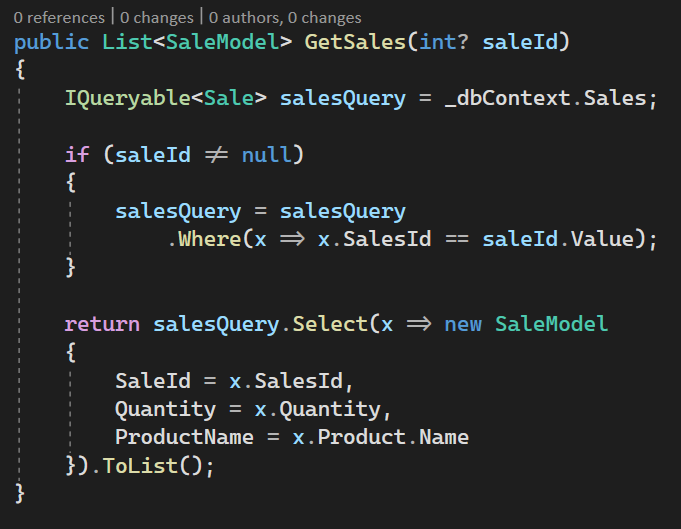 0 references | 0 changes | 0 authors, 0 changes
public List<SaleModel> GetSales(int? saleId)
{
IQueryable<Sale> salesQuery = _dbContext.Sales;
if (saleId ≠ null)
{
salesQuery = salesQuery
.Where(x ⇒ x.SalesId == saleId.Value);
}
return salesQuery.Select(x ⇒ new SaleModel
{
SaleId = x.SalesId,
Quantity = x.Quantity,
ProductName = x.Product.Name
}).ToList();
}